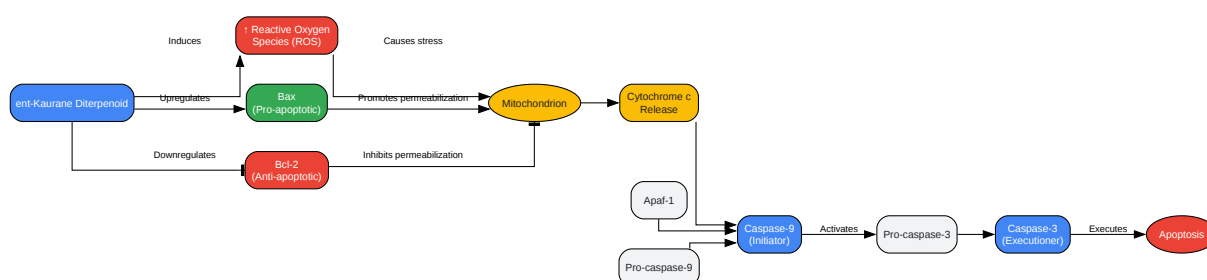 ↑ Reactive Oxygen
Species (ROS)
Induces
Causes stress
ent-Kaurane Diterpenoid
Upregulates
Bax
(Pro-apoptotic)
Promotes permeabilization
Mitochondrion
Cytochrome c
Release
Downregulates
Bcl-2
(Anti-apoptotic)
Inhibits permeabilization
Apaf-1
Pro-caspase-9
Caspase-9
(Initiator)
Activates
Pro-caspase-3
Caspase-3
(Executioner)
Executes
Apoptosis